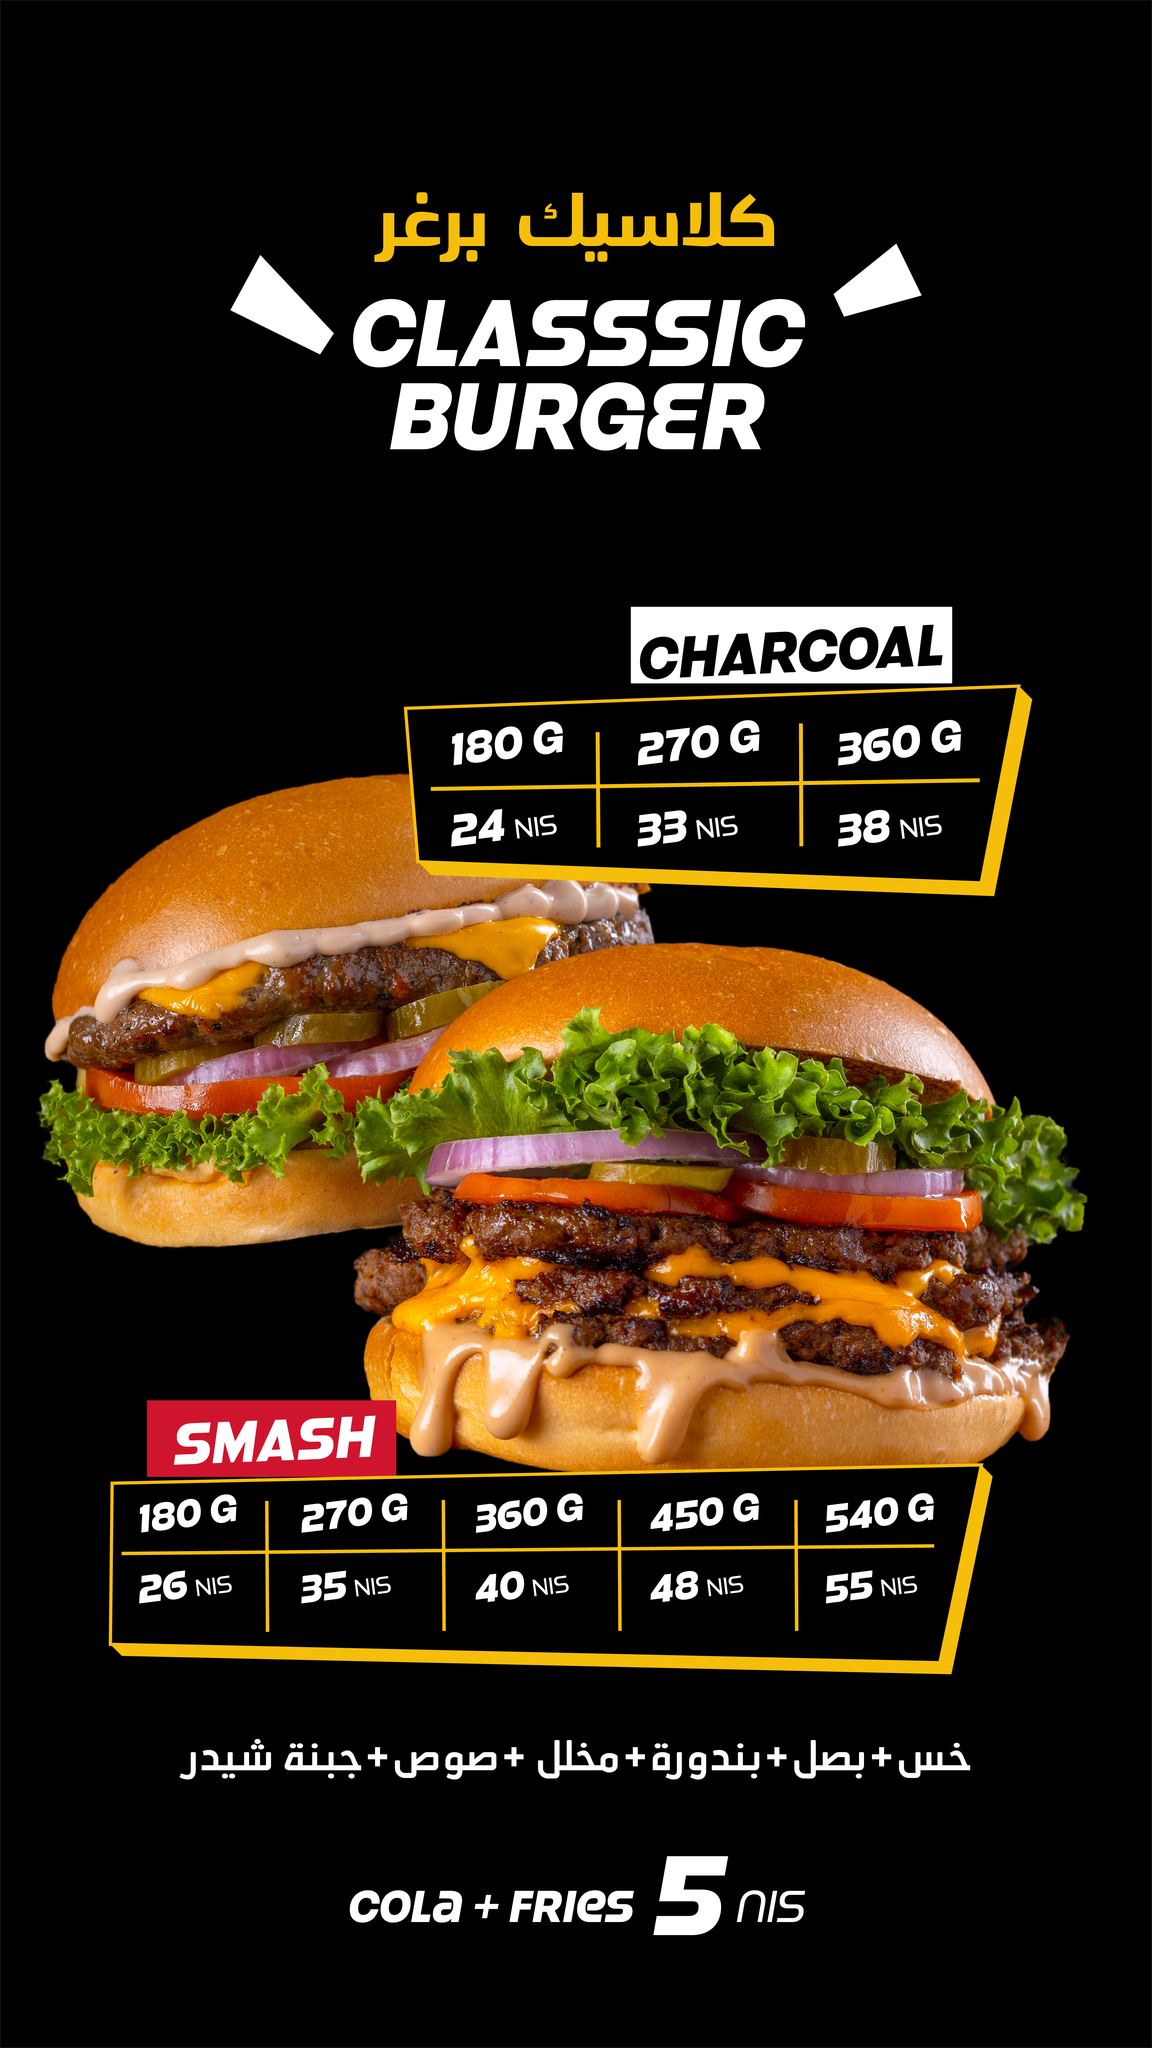 كلاسيك برغر
CLASSSIC
BURGER
CHARCOAL
180 G 270 G 360 G
24 NIS 33 NIS 38 NIS
SMASH
180 G 270 G 360 G 450 G 540 G
26 NIS 35 NIS 40 NIS 48 NIS 55 NIS
خس+بصل+بندورة+مخلل +صوص+جبنة شيدر
COLa + FRIES 5 NIS